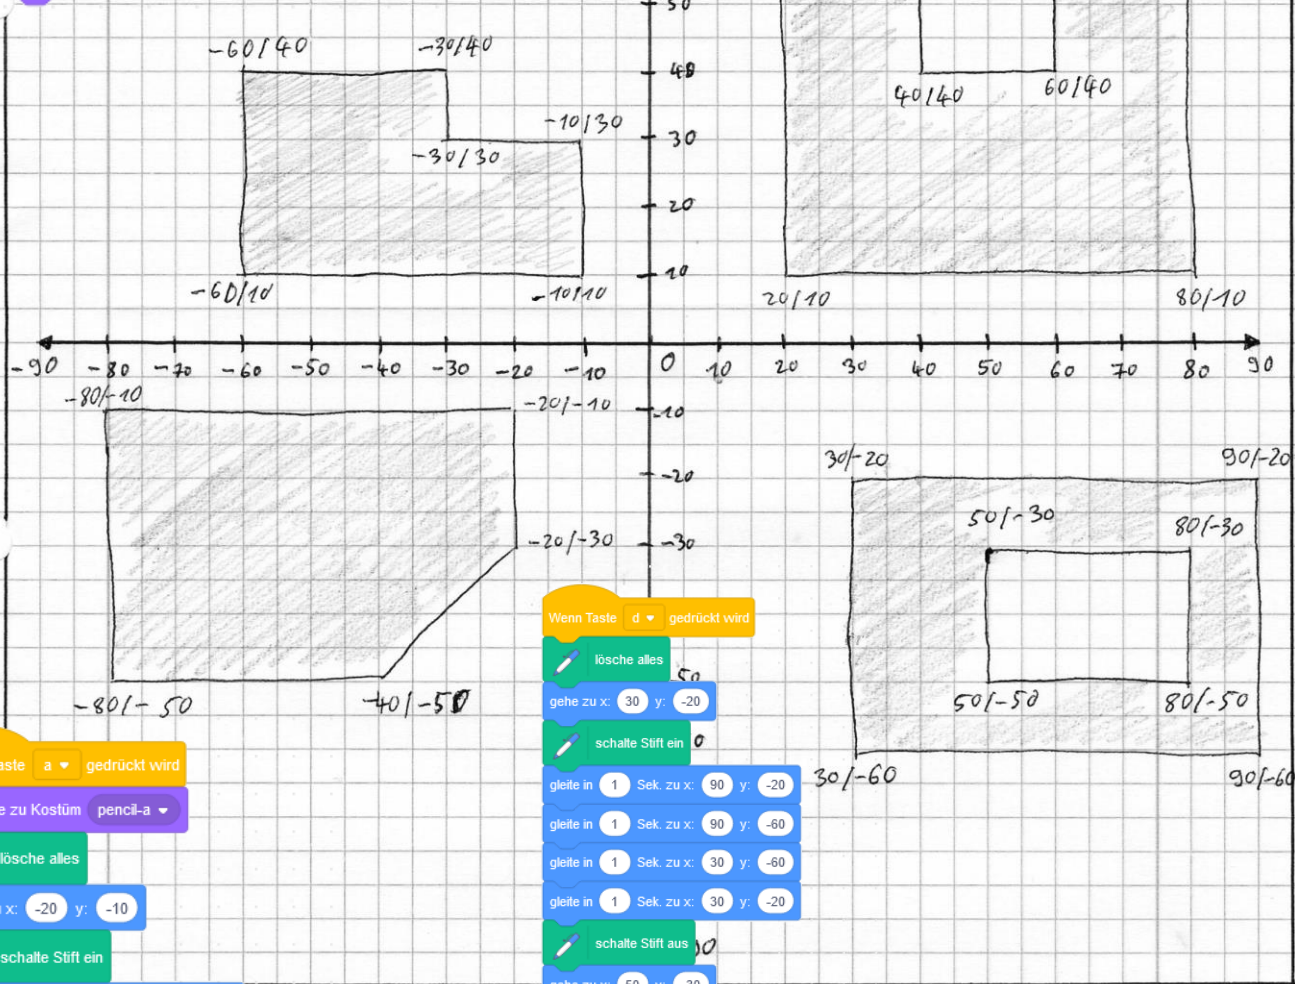 50
-60/40 -30/40
40
40/40 60/40
-10/30
30
-30/30
20
10
-60/10 -10/10 20/10 80/10
-90 -80 -70 -60 -50 -40 -30 -20 -10 0 10 20 30 40 50 60 70 80 90
-80/-10 -20/-10 -10
30/-20 90/-20
-20
50/-30 80/-30
-20/-30 -30
Wenn Taste d gedrückt wird
lösche alles
gehe zu x: 30 y: -20
schalte Stift ein
gleite in 1 Sek. zu x: 90 y: -20
gleite in 1 Sek. zu x: 90 y: -60
gleite in 1 Sek. zu x: 30 y: -60
gleite in 1 Sek. zu x: 30 y: -20
schalte Stift aus
-50
50/-50 80/-50
-80/-50 -40/-50
30/-60 90/-60
aste a gedrückt wird
e zu Kostüm pencil-a
lösche alles
x: -20 y: -10
schalte Stift ein